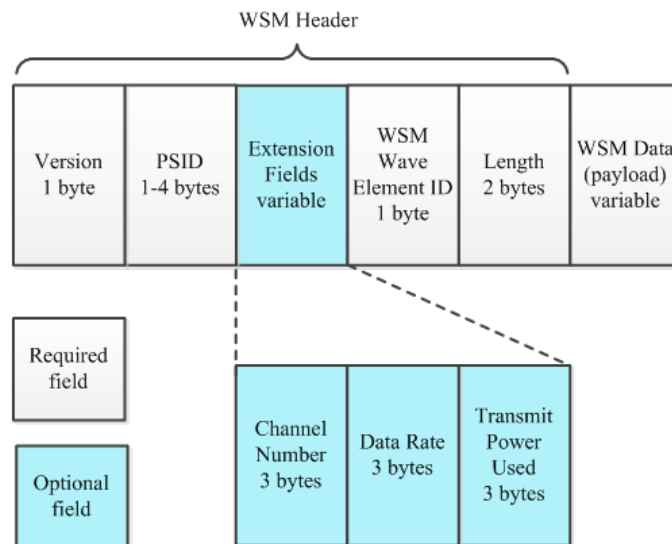 WSM Header
Version
1 byte
PSID
1-4 bytes
Extension
Fields
variable
WSM
Wave
Element ID
1 byte
Length
2 bytes
WSM Data
(payload)
variable
Required
field
Optional
field
Channel
Number
3 bytes
Data Rate
3 bytes
Transmit
Power
Used
3 bytes